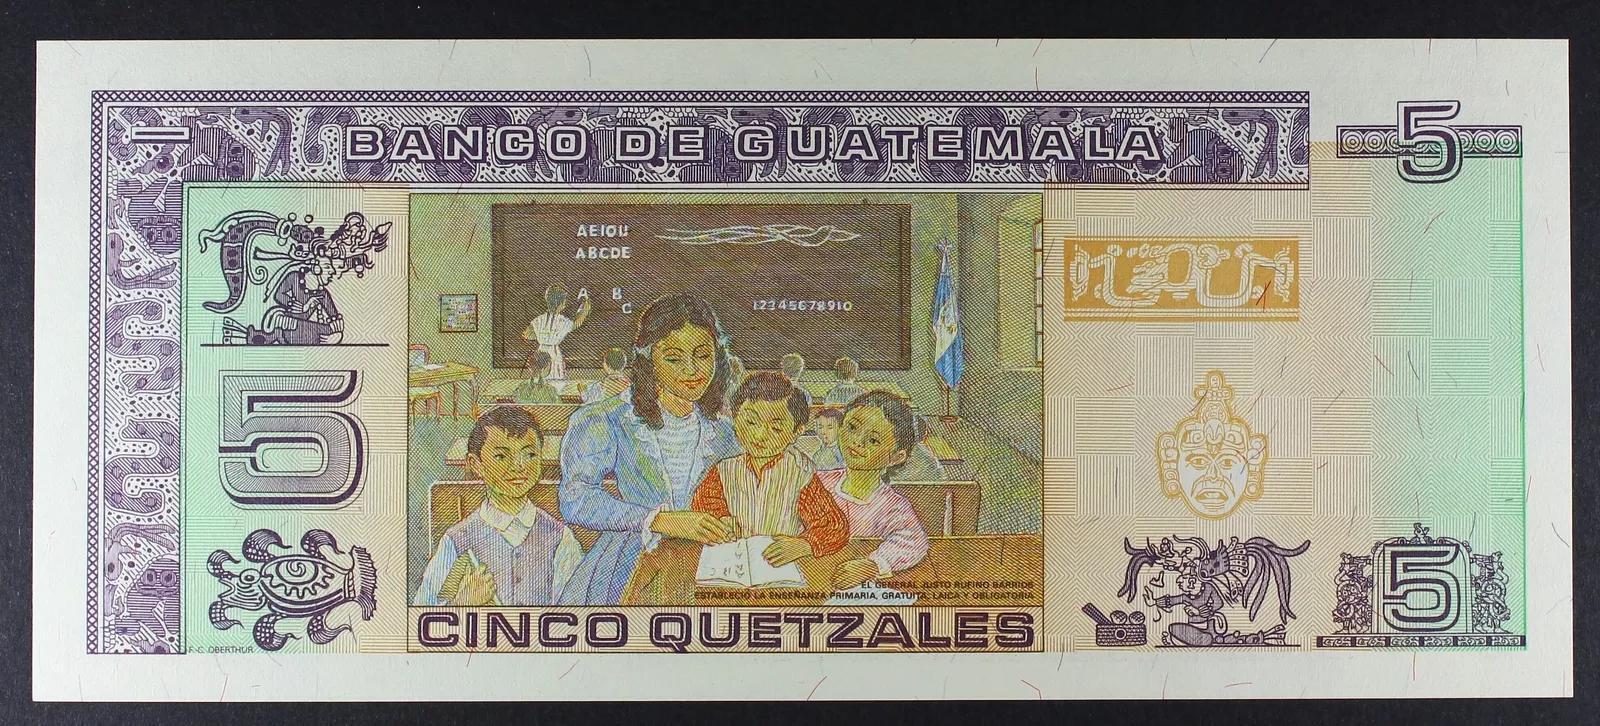 BANCO DE GUATEMALA
5
AEIOU
ABCDE
A B
C
12345678910
5
EL GENERAL JUSTO RUFINO BARRIOS
ESTABLECIÓ LA ENSEÑANZA PRIMARIA, GRATUITA, LAICA Y OBLIGATORIA
5
CINCO QUETZALES
F-C OBERTHUR